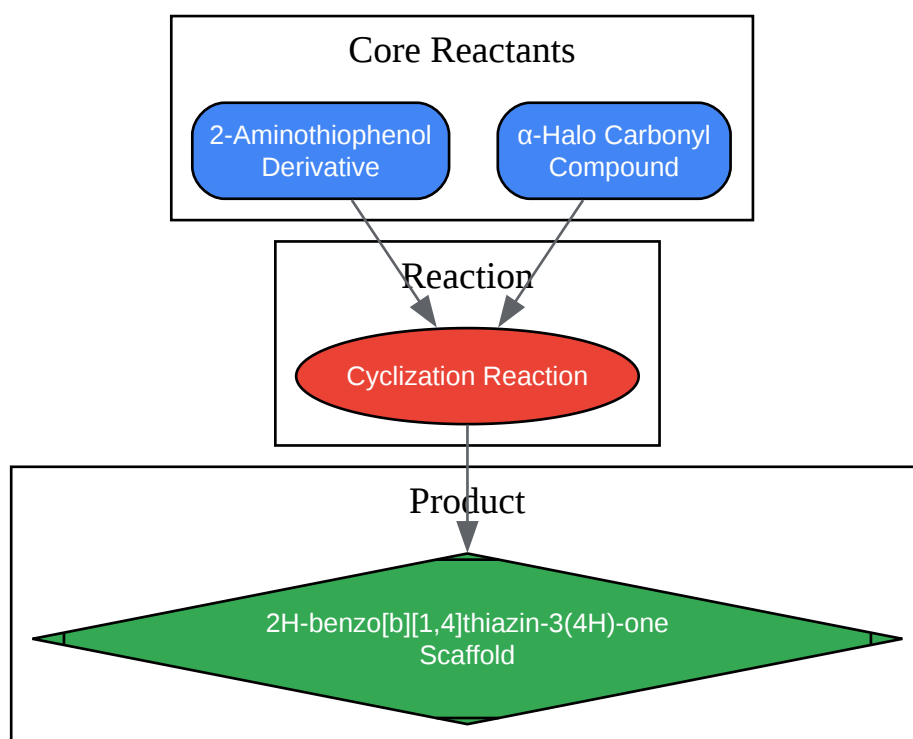 Core Reactants
2-Aminothiophenol
Derivative
α-Halo Carbonyl
Compound
Reaction
Cyclization Reaction
Product
2H-benzo[b][1,4]thiazin-3(4H)-one
Scaffold